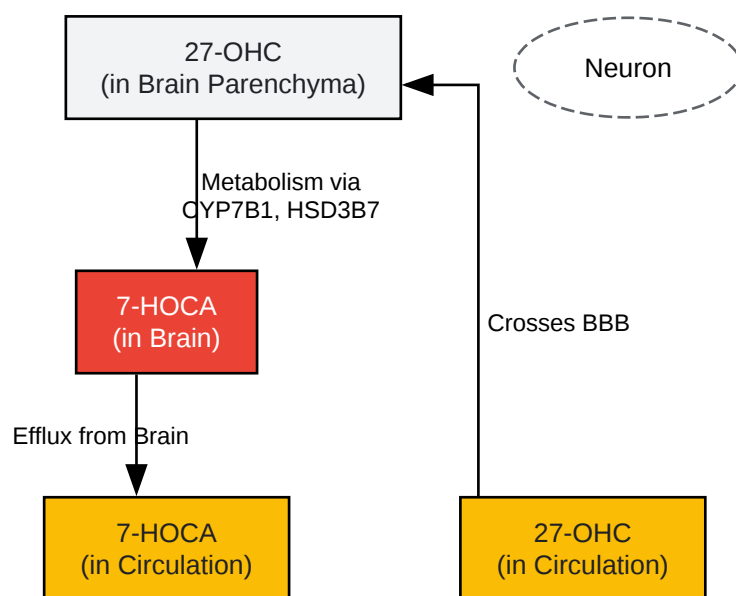 27-OHC
(in Brain Parenchyma)
Neuron
Metabolism via
CYP7B1, HSD3B7
7-HOCA
(in Brain)
Crosses BBB
Efflux from Brain
7-HOCA
(in Circulation)
27-OHC
(in Circulation)